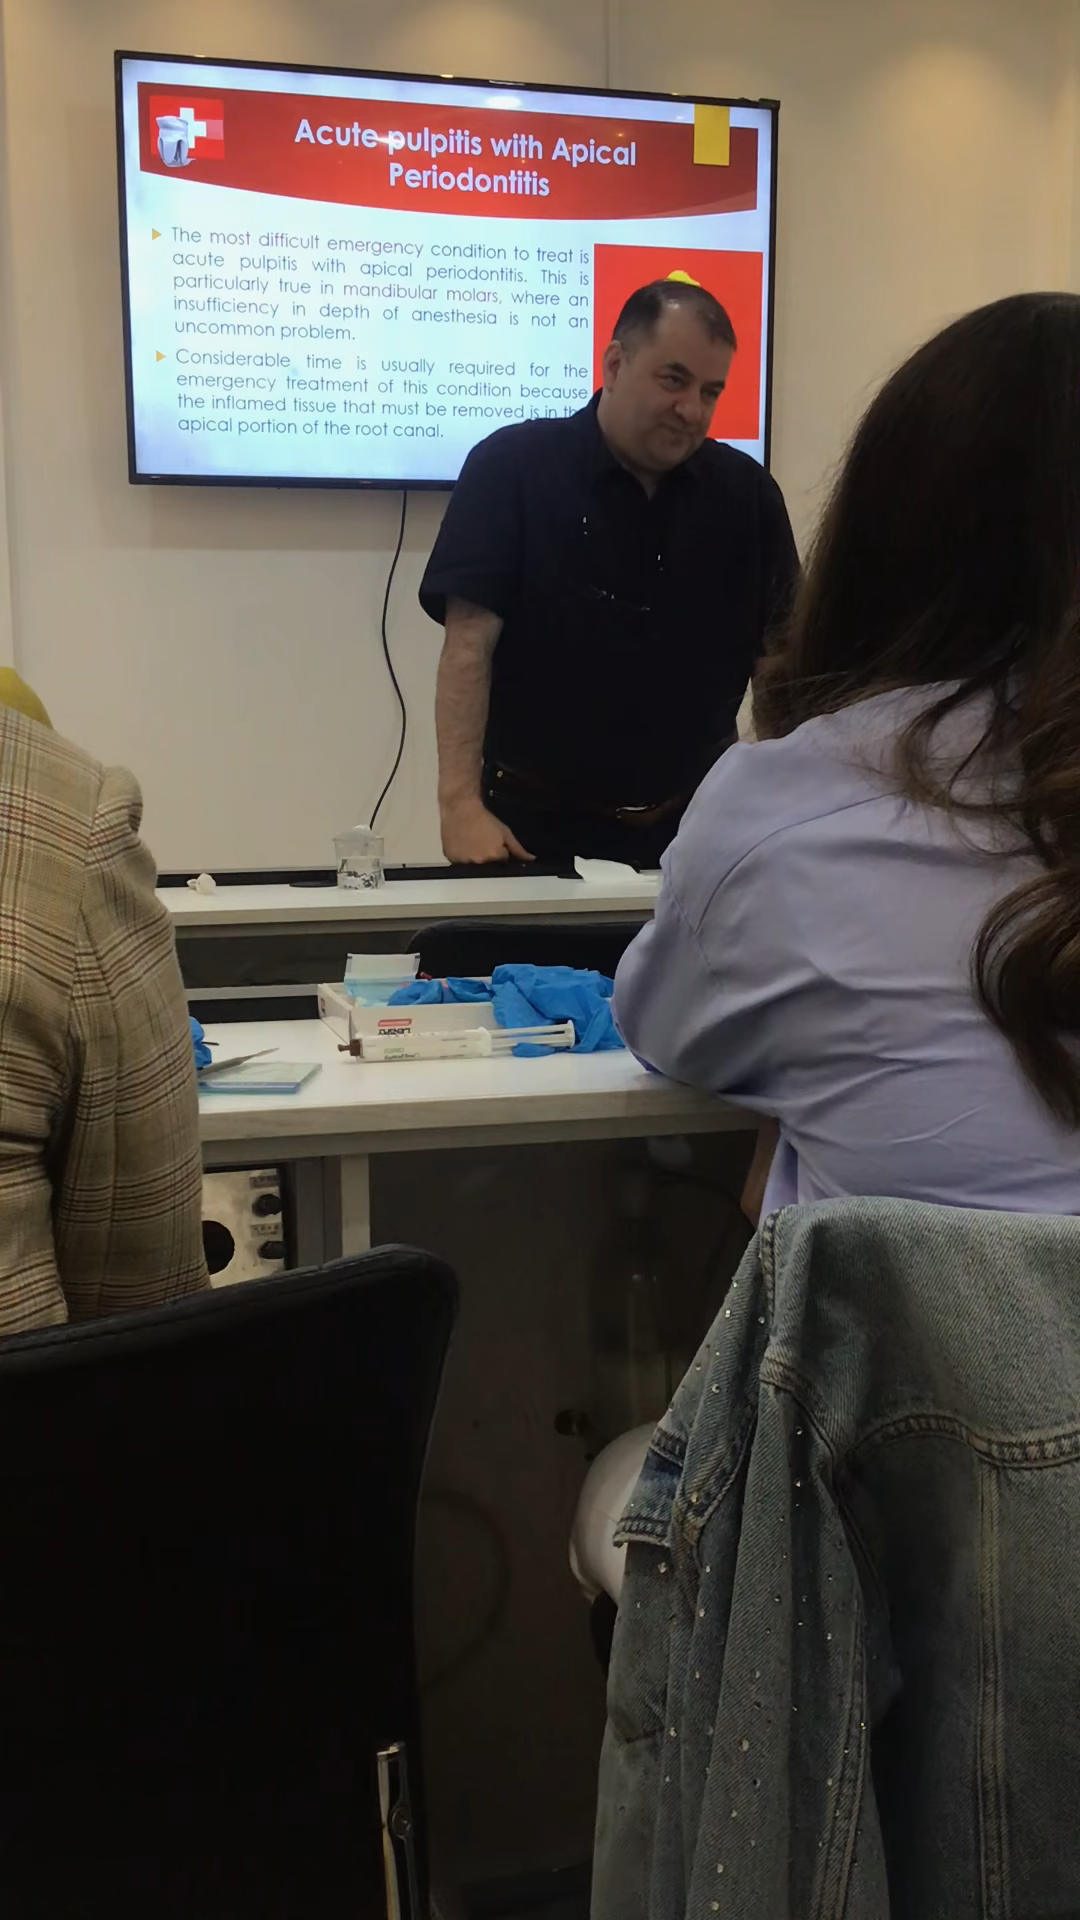 Acute pulpitis with Apical
Periodontitis
The most difficult emergency condition to treat is
acute pulpitis with apical periodontitis. This is
particularly true in mandibular molars, where an
insufficiency in depth of anesthesia is not an
uncommon problem.
Considerable time is usually required for the
emergency treatment of this condition because
the inflamed tissue that must be removed is in the
apical portion of the root canal.